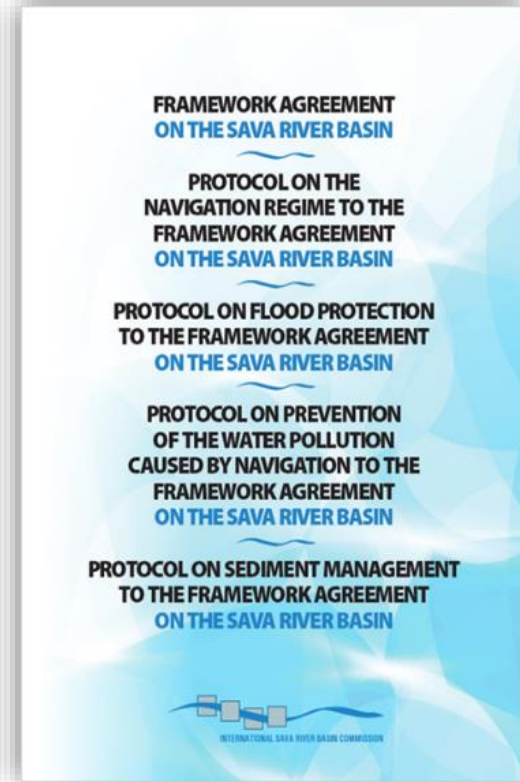 FRAMEWORK AGREEMENT
ON THE SAVA RIVER BASIN
PROTOCOL ON THE
NAVIGATION REGIME TO THE
FRAMEWORK AGREEMENT
ON THE SAVA RIVER BASIN
PROTOCOL ON FLOOD PROTECTION
TO THE FRAMEWORK AGREEMENT
ON THE SAVA RIVER BASIN
PROTOCOL ON PREVENTION
OF THE WATER POLLUTION
CAUSED BY NAVIGATION TO THE
FRAMEWORK AGREEMENT
ON THE SAVA RIVER BASIN
PROTOCOL ON SEDIMENT MANAGEMENT
TO THE FRAMEWORK AGREEMENT
ON THE SAVA RIVER BASIN
INTERNATIONAL SAVA RIVER BASIN COMMISSION